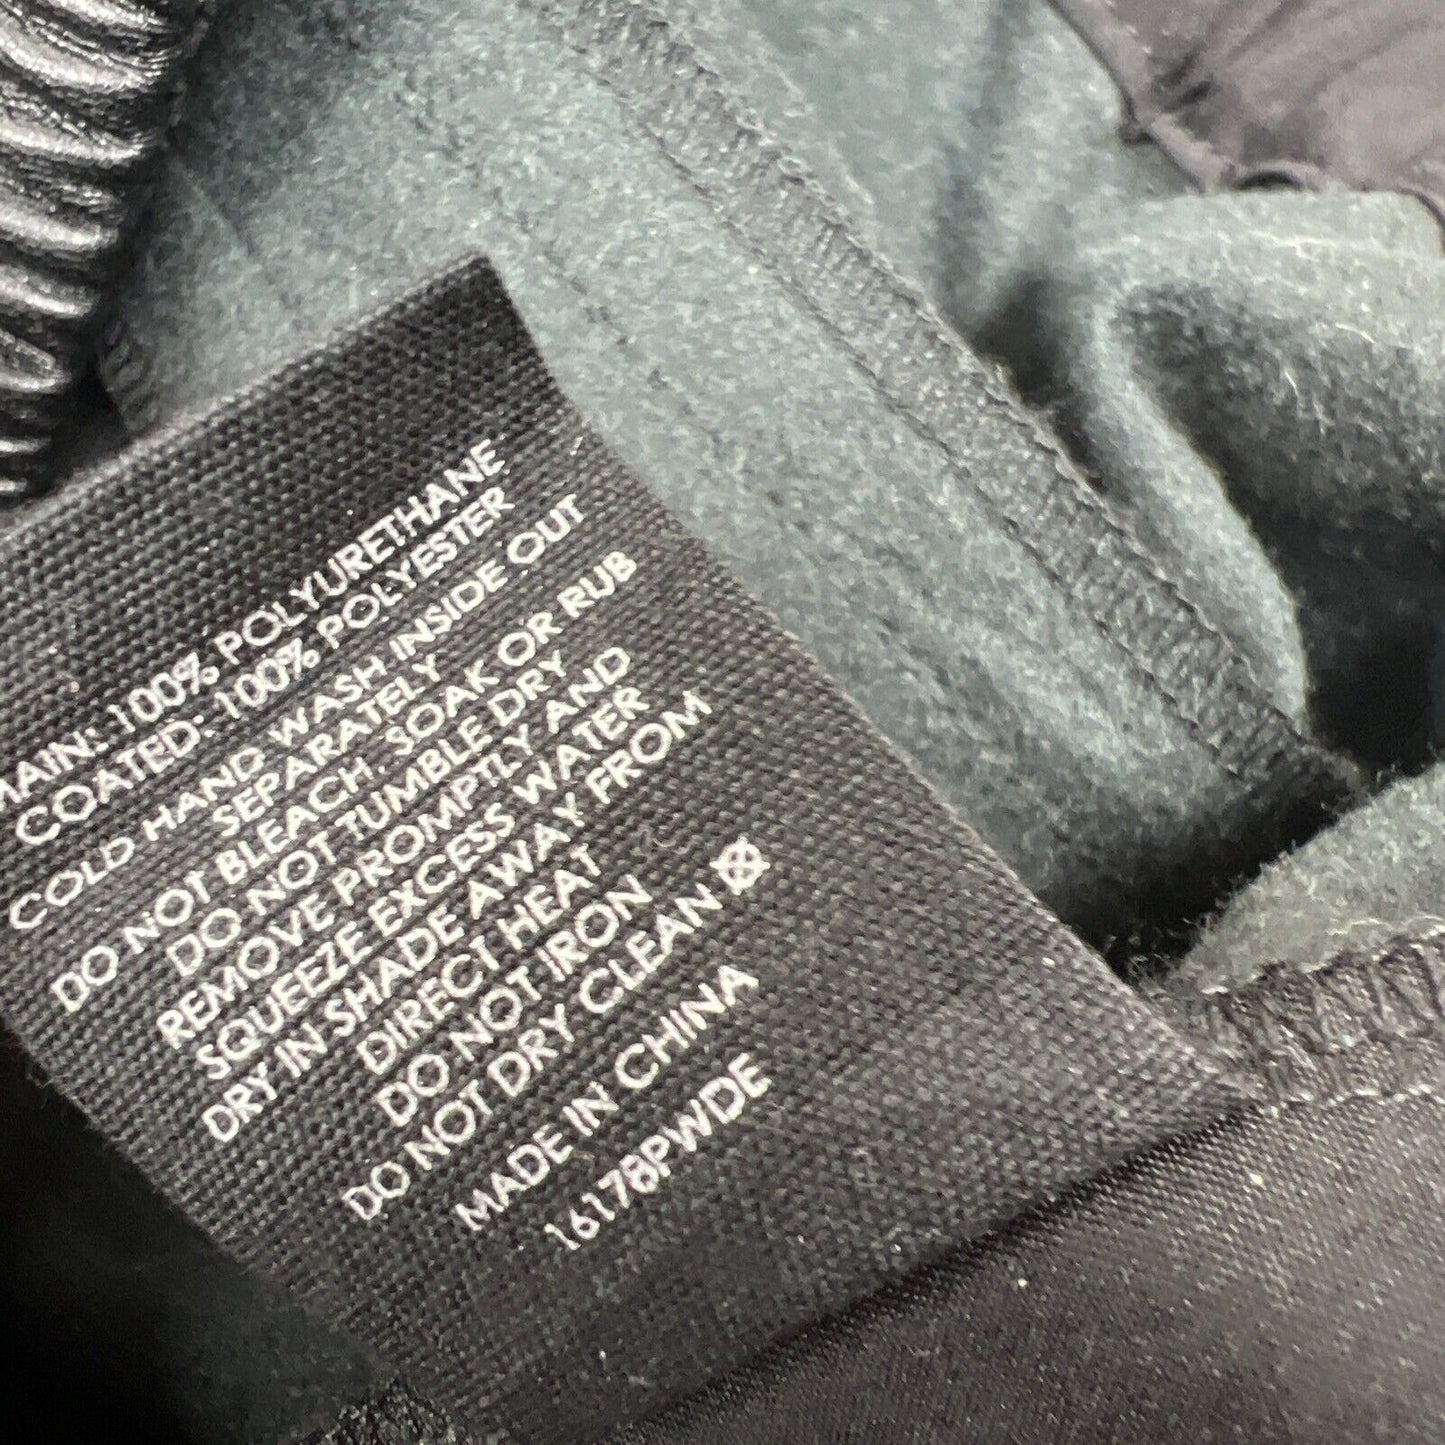 MAIN: 100% POLYURETHANE
COATED: 100% POLYESTER
COLD HAND WASH INSIDE OUT
SEPARATELY
DO NOT BLEACH. SOAK OR RUB
DO NOT TUMBLE DRY
REMOVE PROMPTLY AND
SQUEEZE EXCESS WATER
DRY IN SHADE AWAY FROM
DIRECT HEAT
DO NOT IRON
DO NOT DRY CLEAN
MADE IN CHINA
16178PWDE